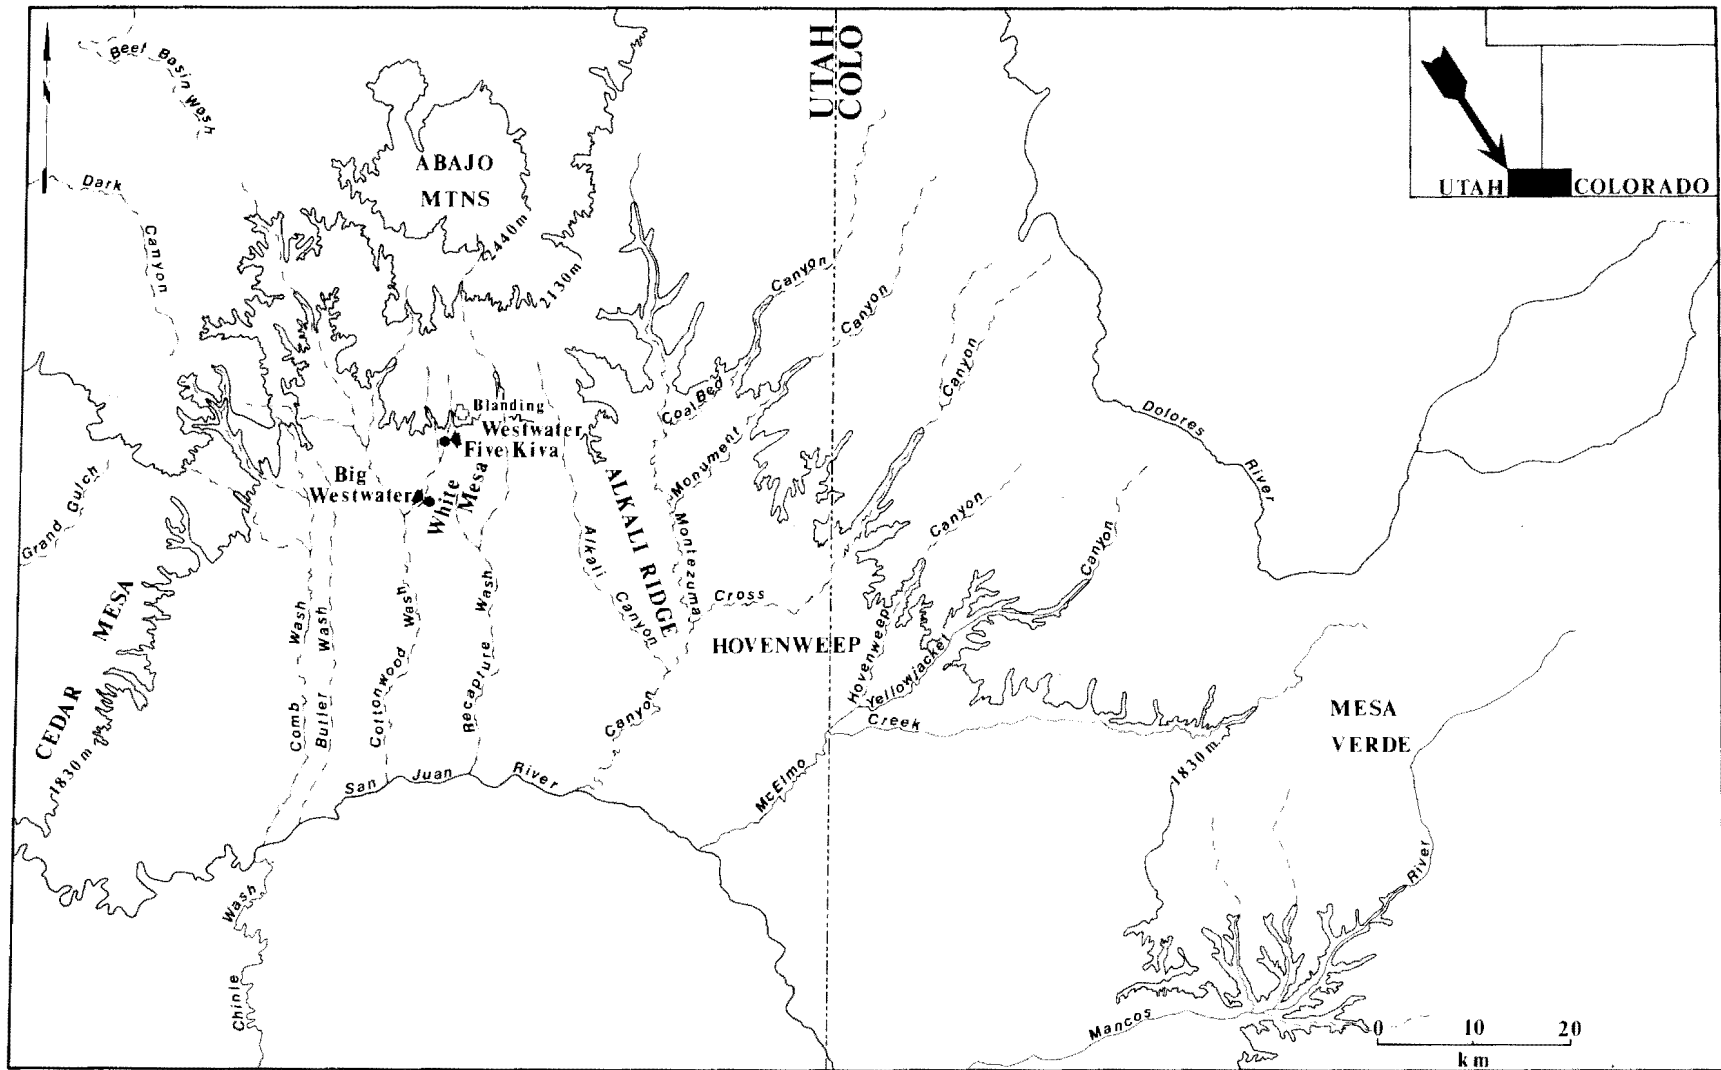 UTAH
COLO
UTAH
COLORADO
Beef Basin Wash
Dark
Canyon
ABAJO
MTNS
2440m
2130m
Canyon
Canyon
Canyon
Coal Bed
Monument
Dolores
River
Blanding
Westwater
Five Kiva
Big
Westwater
White
Mesa
Grand Gulch
ALKALI RIDGE
Alkali
Canyon
Montezuma
Canyon
Cross
Canyon
Canyon
HOVENWEEP
Hovenweep
Yellowjacket
Creek
McElmo
CEDAR MESA
1830m
Comb Wash
Butler Wash
Cottonwood Wash
Recapture Wash
San Juan River
Chinle Wash
MESA
VERDE
1830m
Mancos
River
0 10 20
km